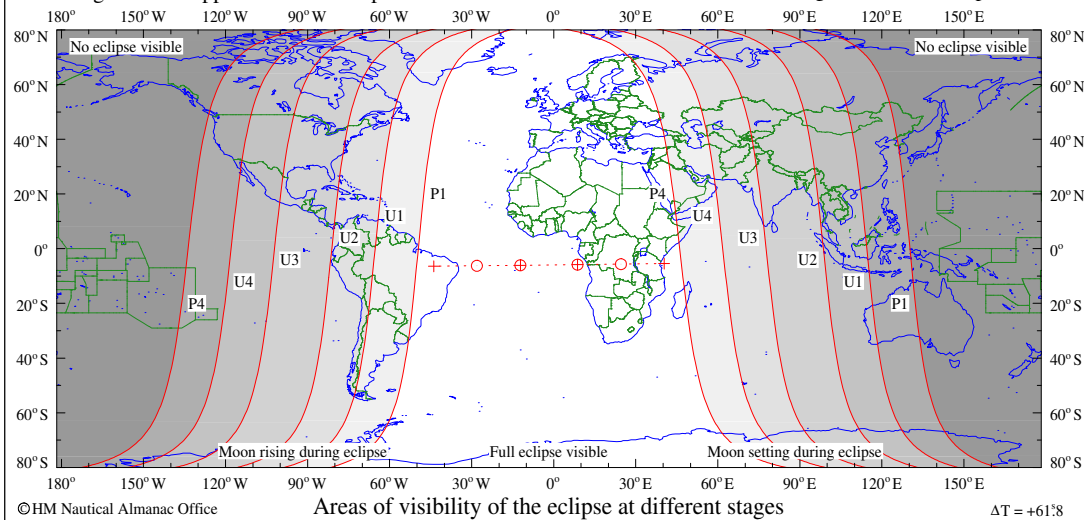 180° 150° W 120° W 90° W 60° W 30° W 0° 30° E 60° E 90° E 120° E 150° E
80° N 80° N
No eclipse visible No eclipse visible
60° N 60° N
40° N 40° N
20° N P1 P4 20° N
U1 U4
U2 U3
0° 0°
U3 U2
U4 U1
P4 P1
20° S 20° S
40° S 40° S
60° S 60° S
Moon rising during eclipse Full eclipse visible Moon setting during eclipse
80° S 80° S
180° 150° W 120° W 90° W 60° W 30° W 0° 30° E 60° E 90° E 120° E 150° E
©HM Nautical Almanac Office Areas of visibility of the eclipse at different stages ΔT = +61ˢ.8